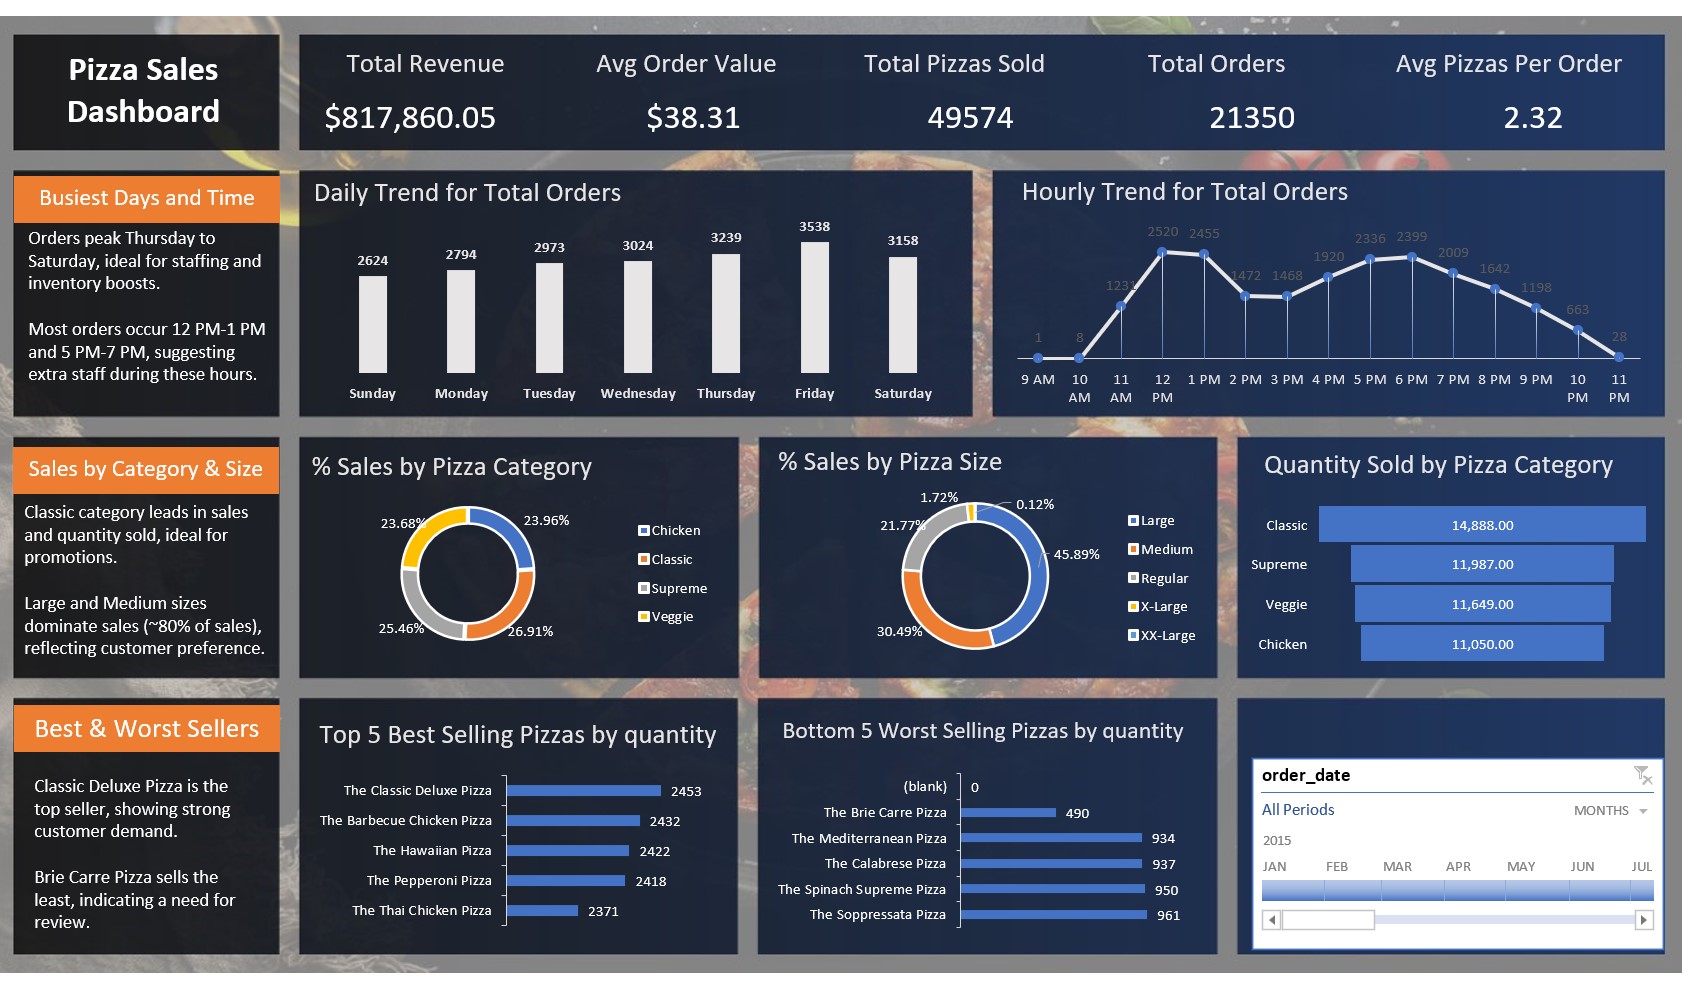 Pizza Sales
Dashboard
Total Revenue
$817,860.05
Avg Order Value
$38.31
Total Pizzas Sold
49574
Total Orders
21350
Avg Pizzas Per Order
2.32
Busiest Days and Time
Orders peak Thursday to
Saturday, ideal for staffing and
inventory boosts.
Most orders occur 12 PM-1 PM
and 5 PM-7 PM, suggesting
extra staff during these hours.
Daily Trend for Total Orders
2624
2794
2973
3024
3239
3538
3158
Sunday
Monday
Tuesday
Wednesday
Thursday
Friday
Saturday
Hourly Trend for Total Orders
1
8
1231
2520
2455
1472
1468
1920
2336
2399
2009
1642
1198
663
28
9 AM
10
AM
11
AM
12
PM
1 PM
2 PM
3 PM
4 PM
5 PM
6 PM
7 PM
8 PM
9 PM
10
PM
11
PM
Sales by Category & Size
Classic category leads in sales
and quantity sold, ideal for
promotions.
Large and Medium sizes
dominate sales (~80% of sales),
reflecting customer preference.
% Sales by Pizza Category
23.68%
23.96%
25.46%
26.91%
Chicken
Classic
Supreme
Veggie
% Sales by Pizza Size
1.72%
0.12%
21.77%
45.89%
30.49%
Large
Medium
Regular
X-Large
XX-Large
Quantity Sold by Pizza Category
Classic
14,888.00
Supreme
11,987.00
Veggie
11,649.00
Chicken
11,050.00
Best & Worst Sellers
Classic Deluxe Pizza is the
top seller, showing strong
customer demand.
Brie Carre Pizza sells the
least, indicating a need for
review.
Top 5 Best Selling Pizzas by quantity
The Classic Deluxe Pizza
2453
The Barbecue Chicken Pizza
2432
The Hawaiian Pizza
2422
The Pepperoni Pizza
2418
The Thai Chicken Pizza
2371
Bottom 5 Worst Selling Pizzas by quantity
(blank)
0
The Brie Carre Pizza
490
The Mediterranean Pizza
934
The Calabrese Pizza
937
The Spinach Supreme Pizza
950
The Soppressata Pizza
961
order_date
All Periods
MONTHS
2015
JAN
FEB
MAR
APR
MAY
JUN
JUL